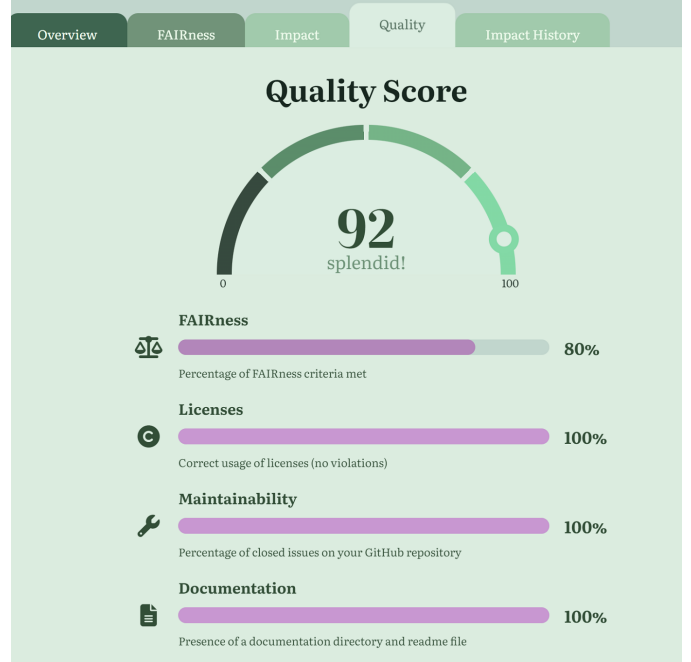 Overview
FAIRness
Impact
Quality
Impact History
Quality Score
92
splendid!
0
100
FAIRness
80%
Percentage of FAIRness criteria met
Licenses
C
100%
Correct usage of licenses (no violations)
Maintainability
100%
Percentage of closed issues on your GitHub repository
Documentation
100%
Presence of a documentation directory and readme file